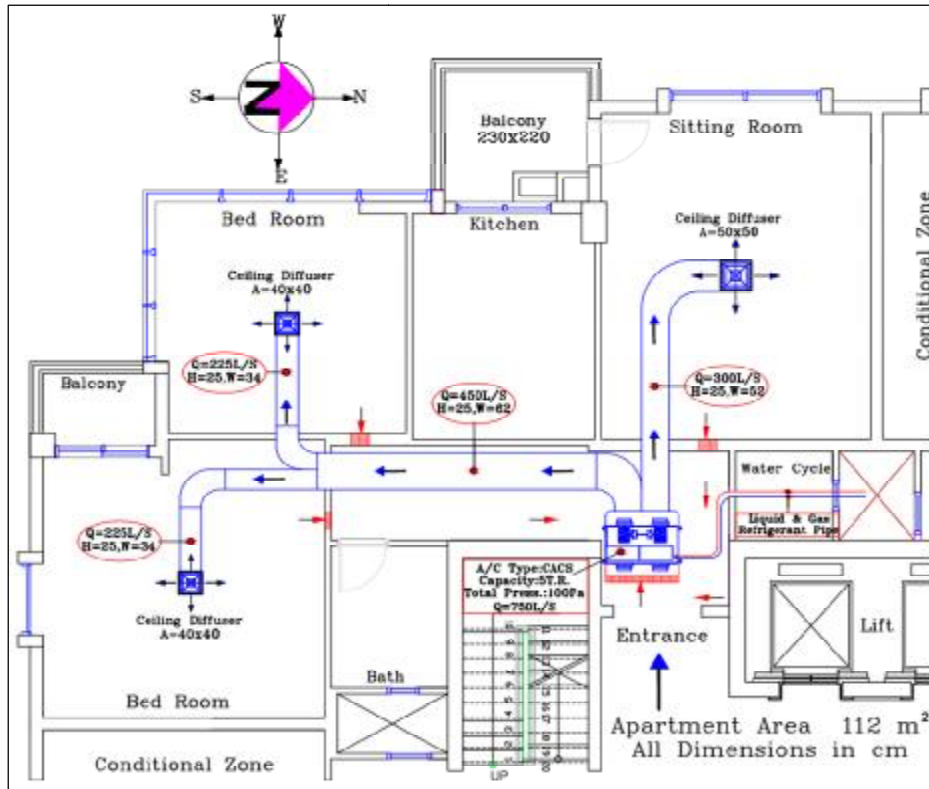 W
S
N
N
E
Balcony
230x220
Sitting Room
Bed Room
Kitchen
Ceiling Diffuser
A=50x50
Ceiling Diffuser
A=40x40
Conditional Zone
Q=225L/S
H=25,W=34
Q=450L/S
H=25,W=62
Q=300L/S
H=25,W=52
Balcony
Water Cycle
Liquid & Gas
Refrigerant Pipe
Q=225L/S
H=25,W=34
A/C Type:CACS
Capacity:5T.R.
Total Press.:100Pa
Q=750L/S
Ceiling Diffuser
A=40x40
Entrance
Lift
Bath
Bed Room
Apartment Area 112 m²
All Dimensions in cm
Conditional Zone
UP